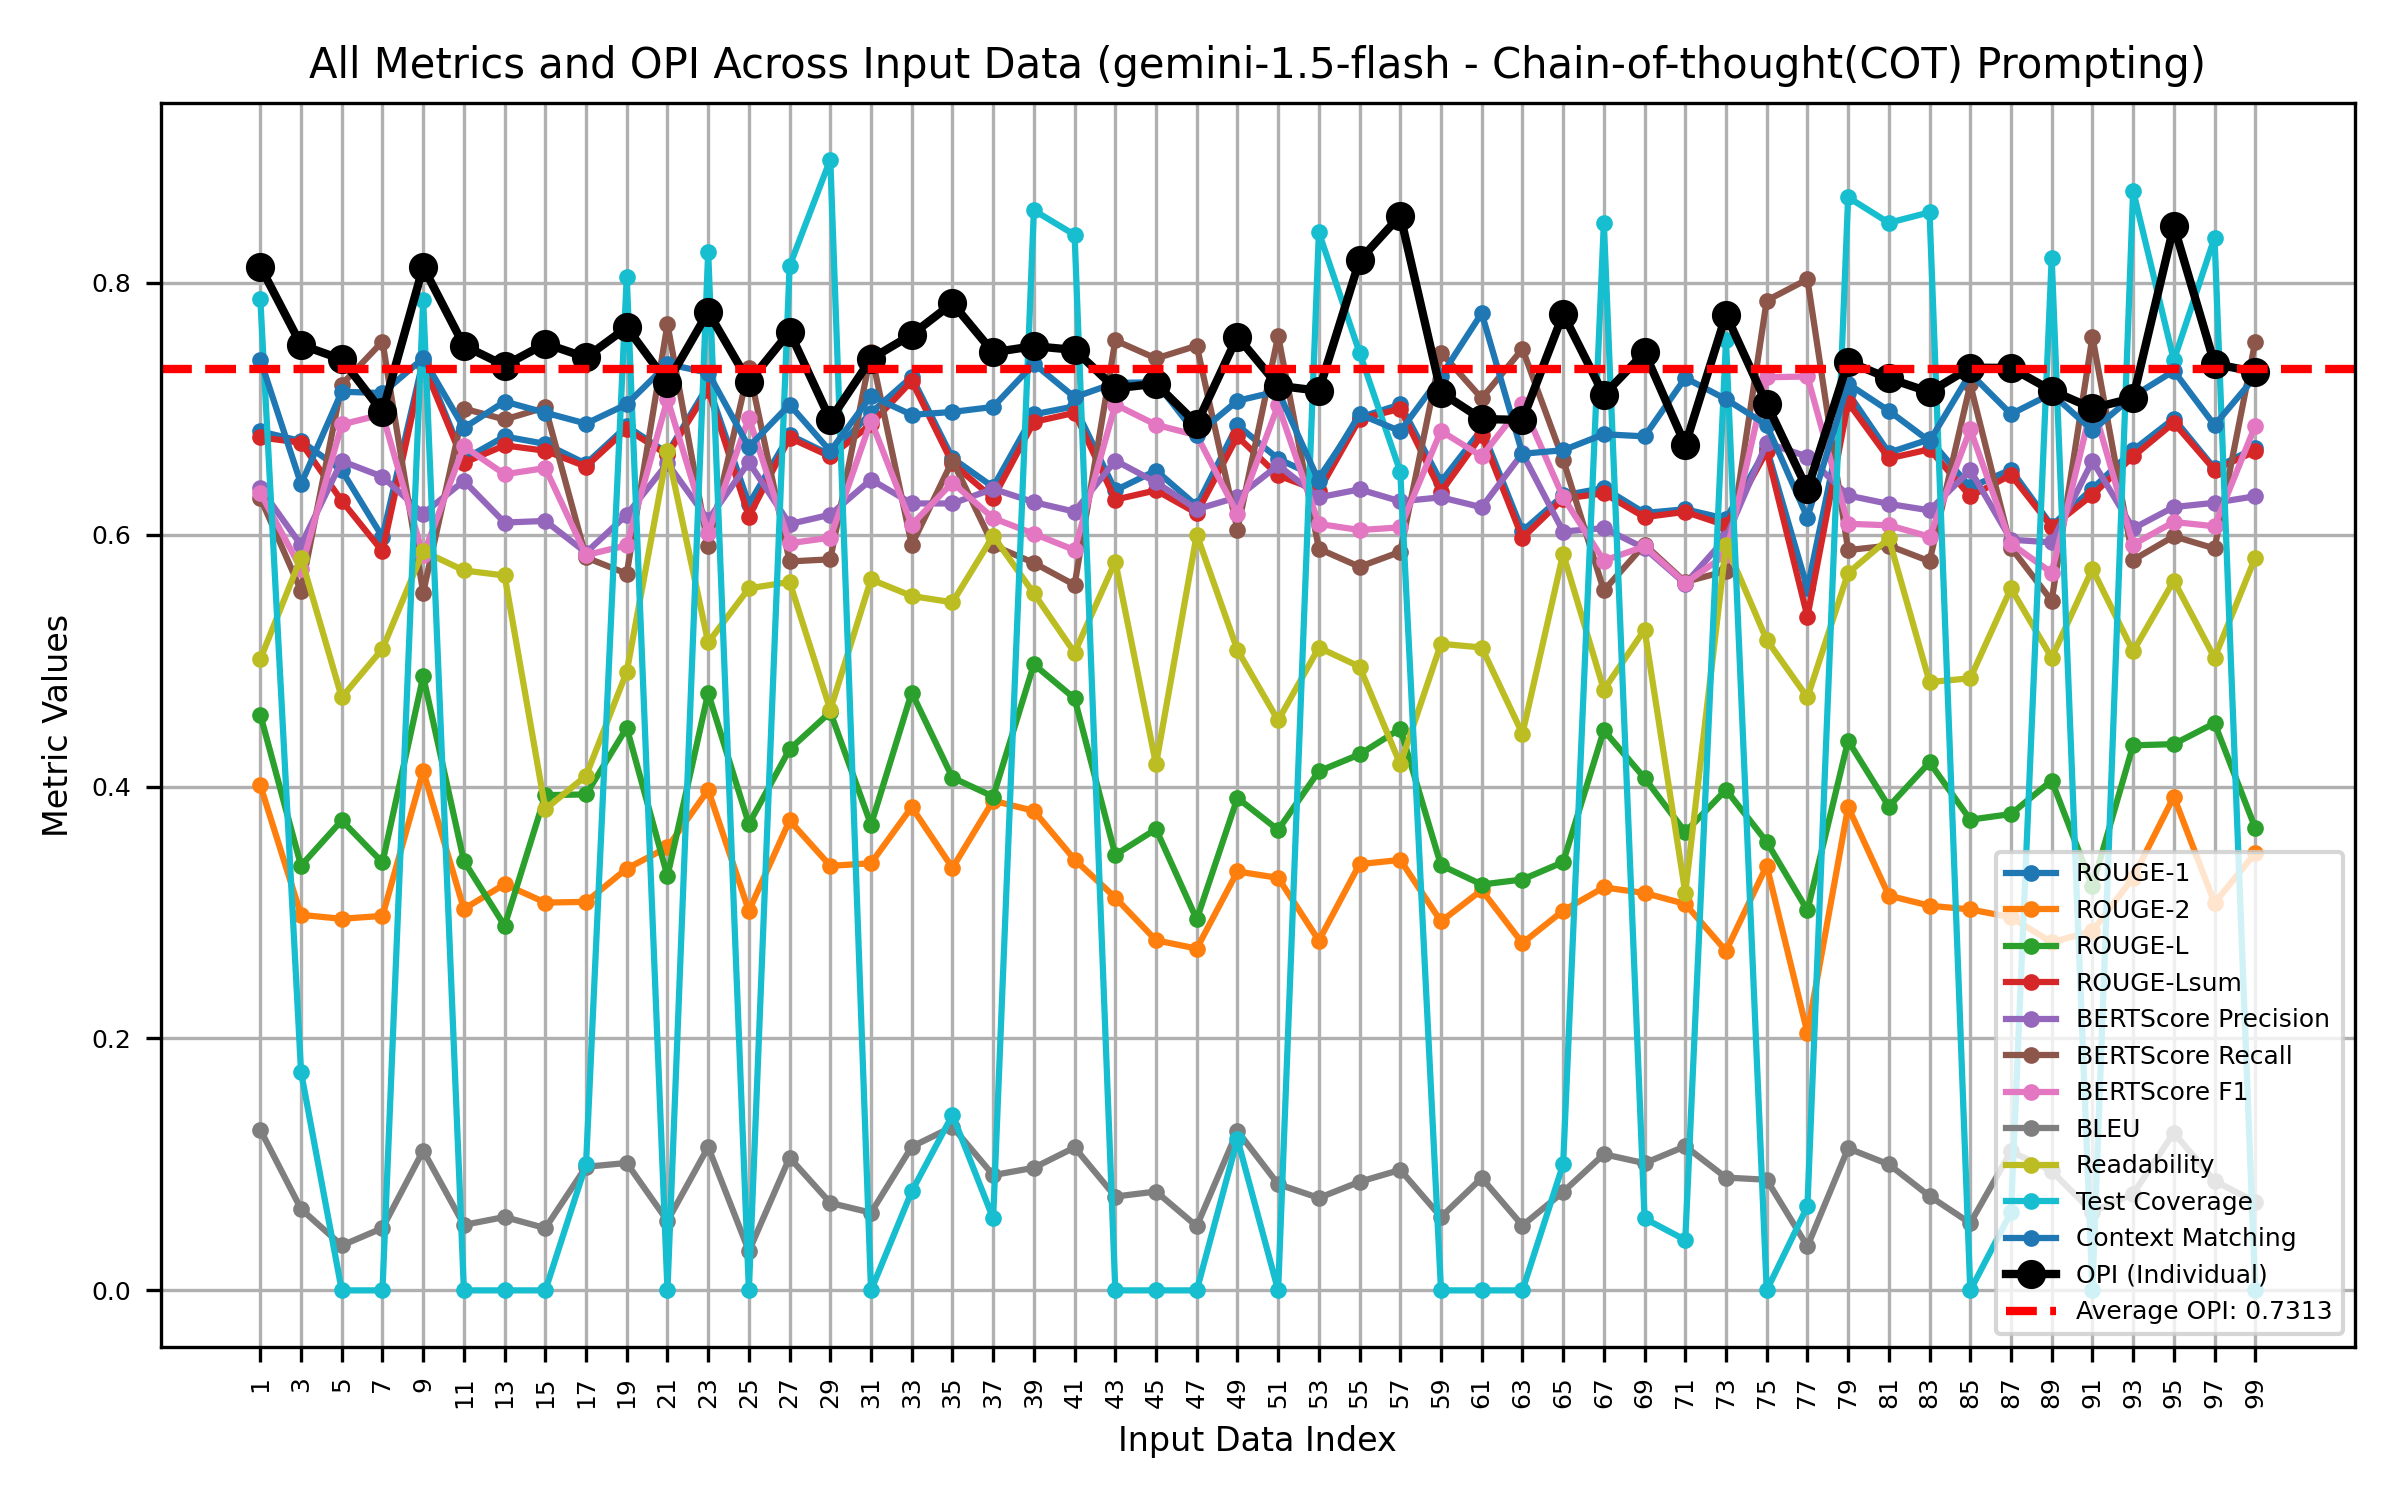 All Metrics and OPI Across Input Data (gemini-1.5-flash - Chain-of-thought(COT) Prompting)
Metric Values
0.8
0.6
0.4
0.2
0.0
ROUGE-1
ROUGE-2
ROUGE-L
ROUGE-Lsum
BERTScore Precision
BERTScore Recall
BERTScore F1
BLEU
Readability
Test Coverage
Context Matching
OPI (Individual)
Average OPI: 0.7313
1 3 5 7 9 11 13 15 17 19 21 23 25 27 29 31 33 35 37 39 41 43 45 47 49 51 53 55 57 59 61 63 65 67 69 71 73 75 77 79 81 83 85 87 89 91 93 95 97 99
Input Data Index